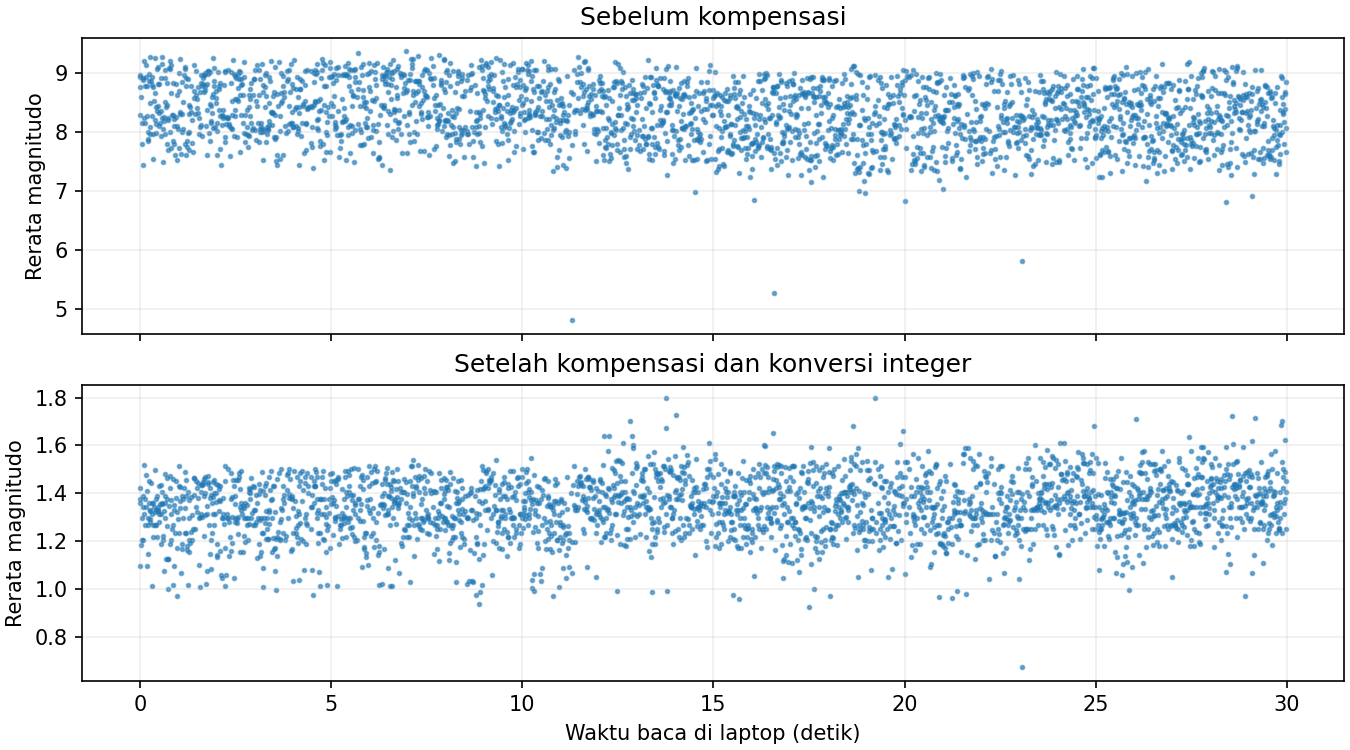 Sebelum kompensasi
Rerata magnitudo
9
8
7
6
5
Setelah kompensasi dan konversi integer
Rerata magnitudo
1.8
1.6
1.4
1.2
1.0
0.8
0 5 10 15 20 25 30
Waktu baca di laptop (detik)